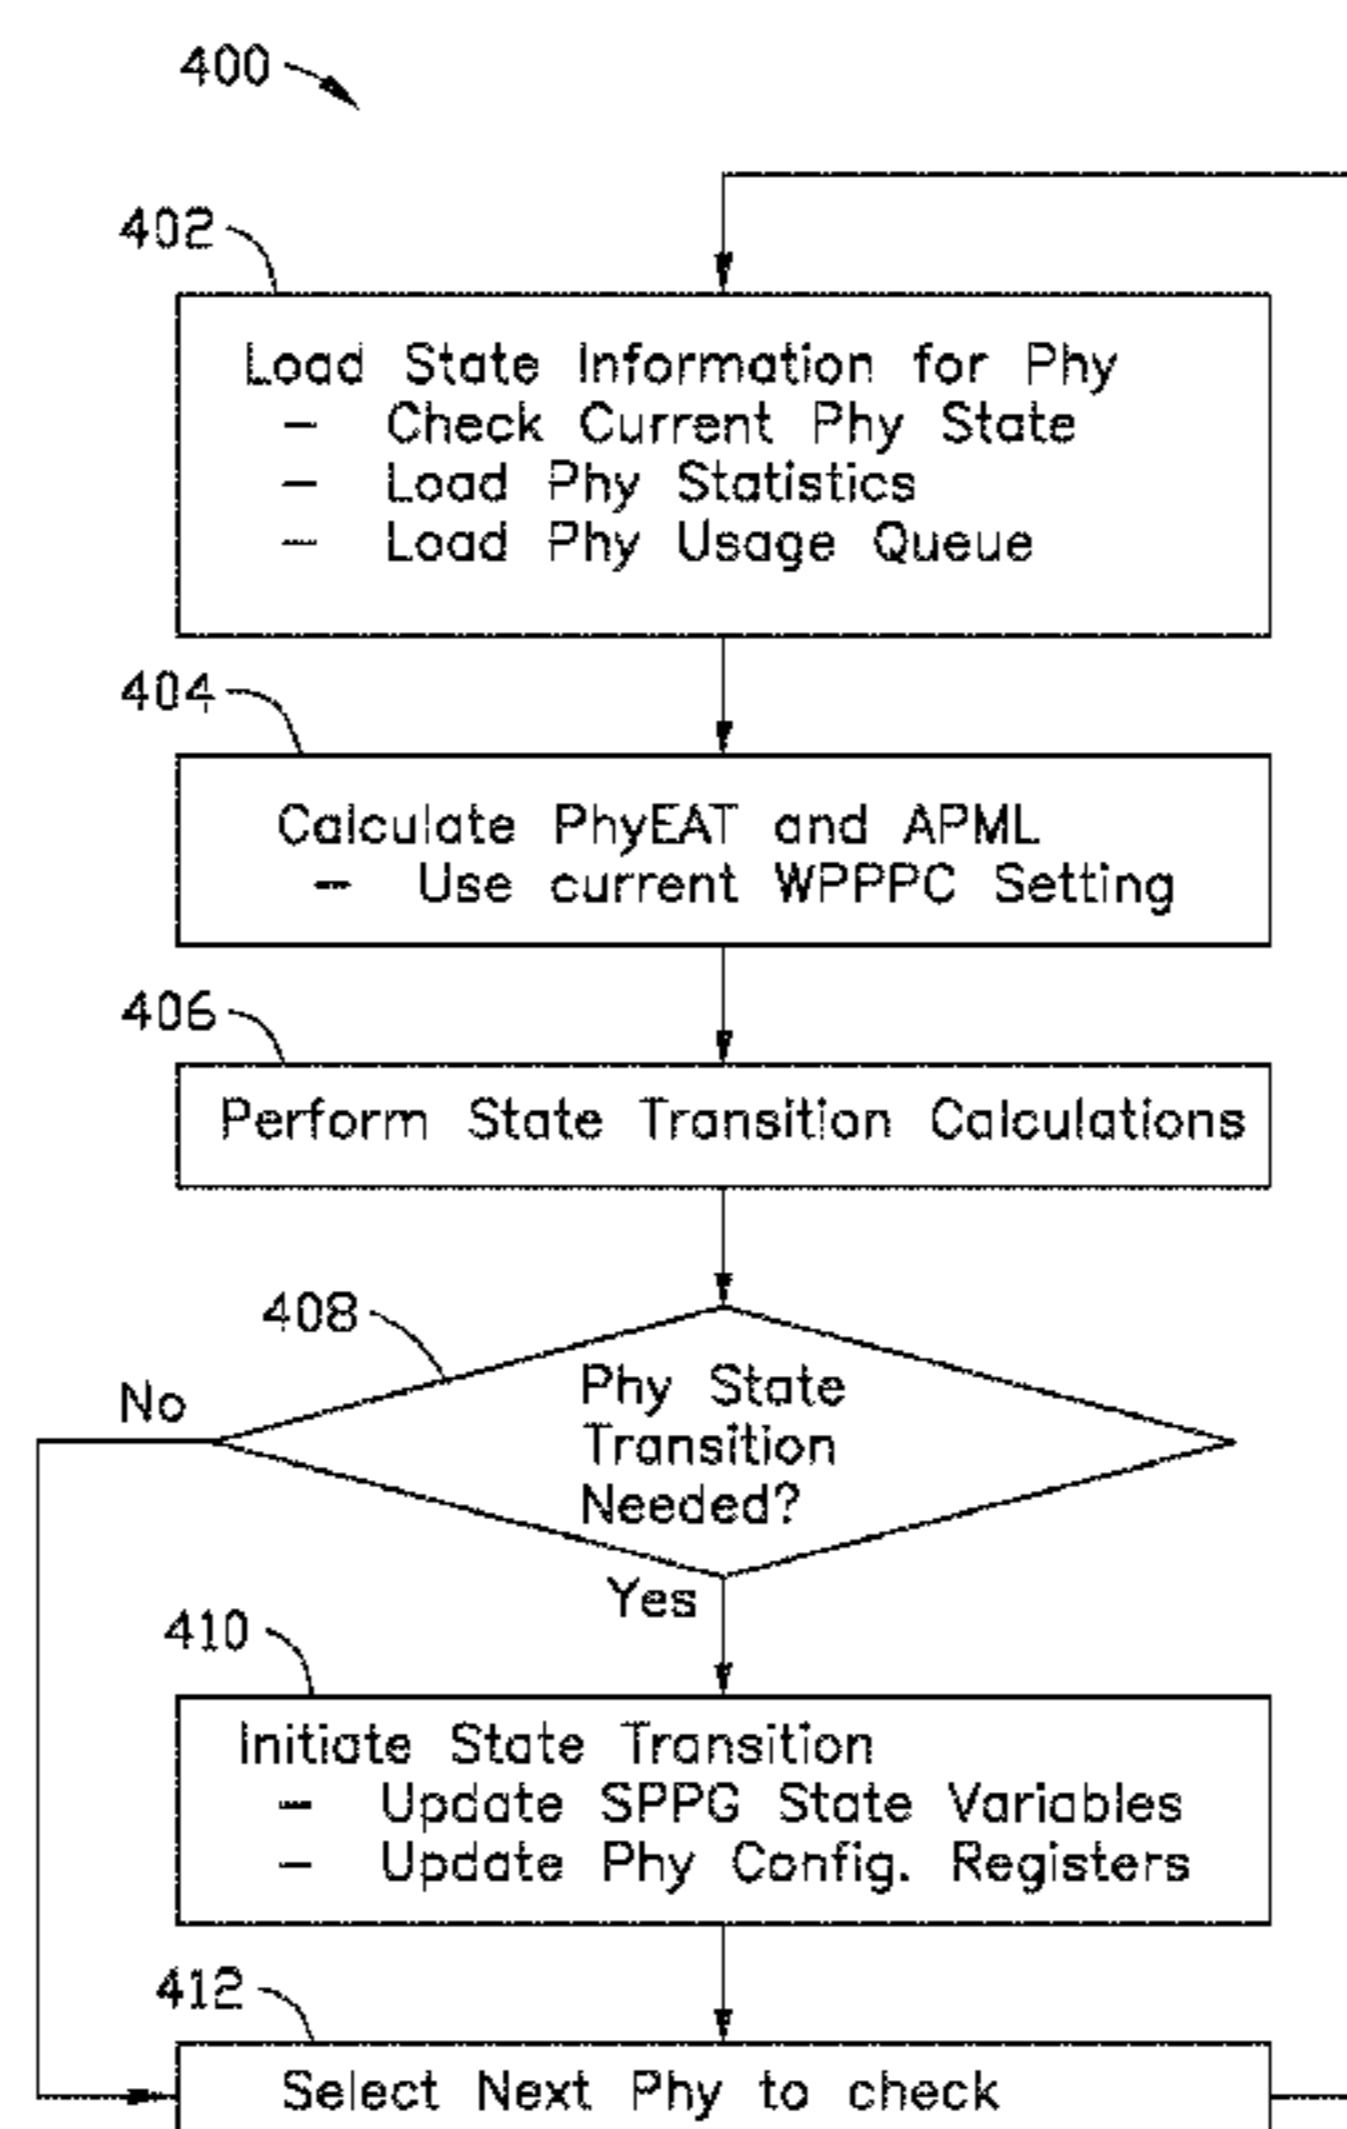 400
402
Load State Information for Phy
- Check Current Phy State
- Load Phy Statistics
- Load Phy Usage Queue
404
Calculate PhyEAT and APML
- Use current WPPPC Setting
406
Perform State Transition Calculations
408
No
Phy State
Transition
Needed?
Yes
410
Initiate State Transition
- Update SPPG State Variables
- Update Phy Config. Registers
412
Select Next Phy to check